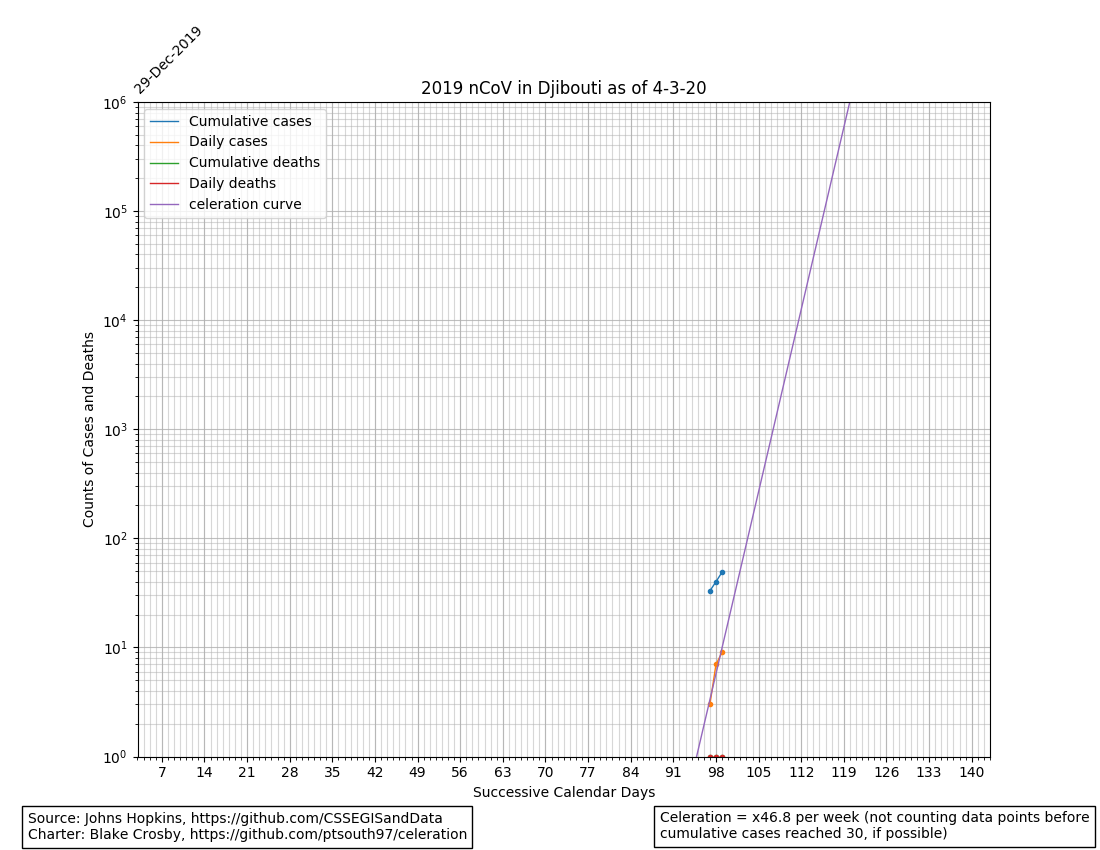 29-Dec-2019
2019 nCoV in Djibouti as of 4-3-20
Cumulative cases
Daily cases
Cumulative deaths
Daily deaths
celeration curve
10^6
10^5
10^4
10^3
10^2
10^1
10^0
Counts of Cases and Deaths
7 14 21 28 35 42 49 56 63 70 77 84 91 98 105 112 119 126 133 140
Successive Calendar Days
Source: Johns Hopkins, https://github.com/CSSEGISandData
Charter: Blake Crosby, https://github.com/ptsouth97/celeration
Celeration = x46.8 per week (not counting data points before
cumulative cases reached 30, if possible)